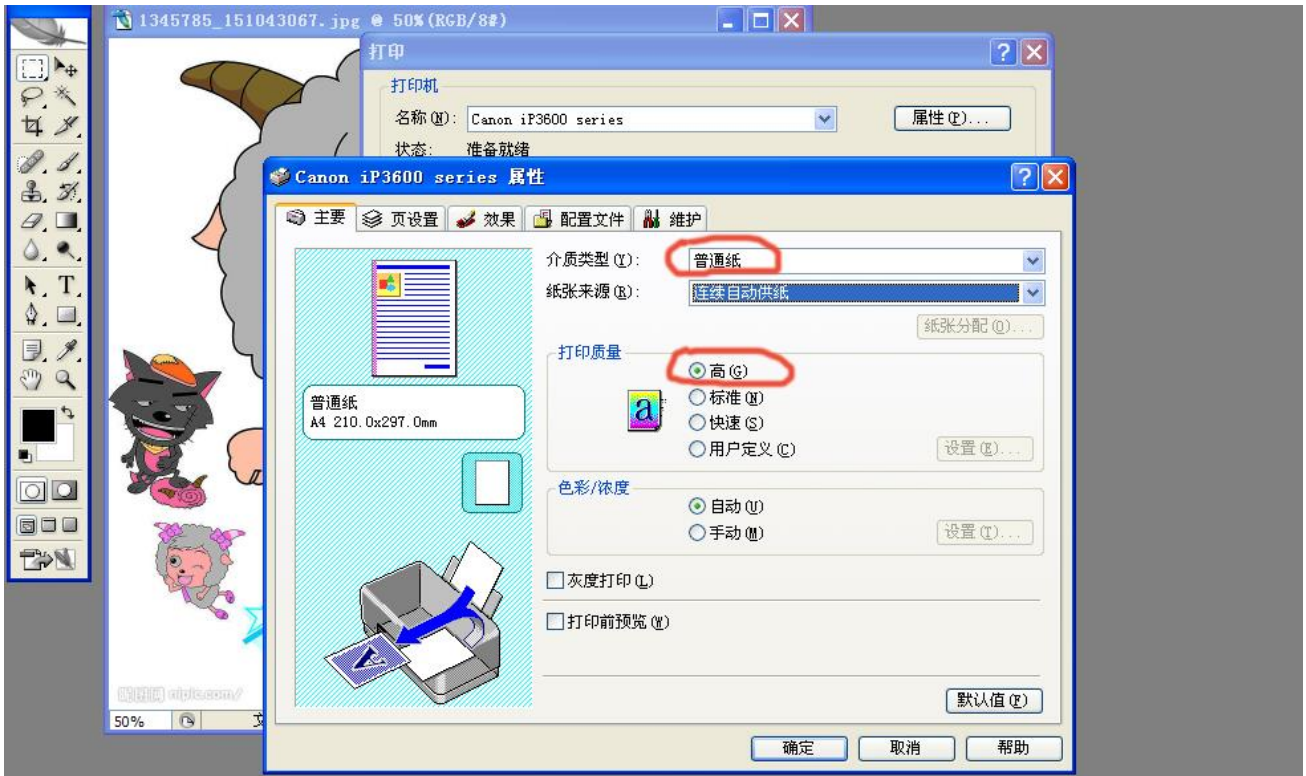 1345785_151043067.jpg @ 50%(RGB/8#)
打印
打印机
名称(N): Canon iP3600 series 属性(P)...
状态: 准备就绪
Canon iP3600 series 属性
主要 页设置 效果 配置文件 维护
介质类型(Y): 普通纸
纸张来源(R): 连续自动供纸
纸张分配(O)...
打印质量
高(G)
标准(N)
快速(S)
用户定义(C) 设置(E)...
普通纸
A4 210.0x297.0mm
色彩/浓度
自动(U)
手动(M) 设置(T)...
灰度打印(L)
打印前预览(W)
默认值(F)
nipic.com/
50% 文
确定 取消 帮助